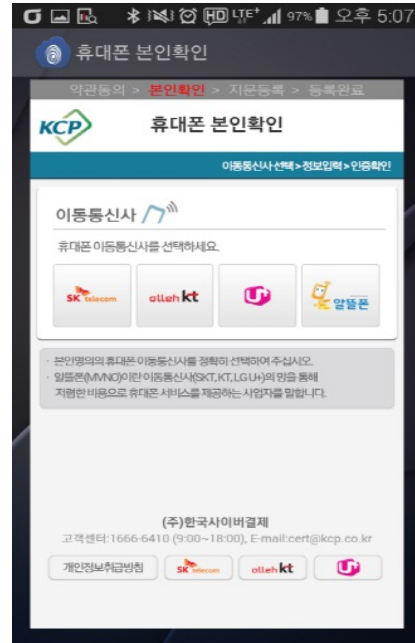 HD LTE+ 97% 오후 5:07
휴대폰 본인확인
약관동의 > 본인확인 > 지문등록 > 등록완료
KCP 휴대폰 본인확인
이동통신사 선택>정보입력>인증확인
이동통신사
휴대폰 이동통신사를 선택하세요.
SK telecom olleh kt U+ 알뜰폰
· 본인명의의 휴대폰 이동통신사를 정확히 선택하여 주십시오.
· 알뜰폰(MVNO)이란 이동통신사(SKT, KT, LG U+)의 망을 통해
저렴한 비용으로 휴대폰 서비스를 제공하는 사업자를 말합니다.
(주)한국사이버결제
고객센터:1666-6410 (9:00~18:00), E-mail:cert@kcp.co.kr
개인정보취급방침 SK telecom olleh kt U+